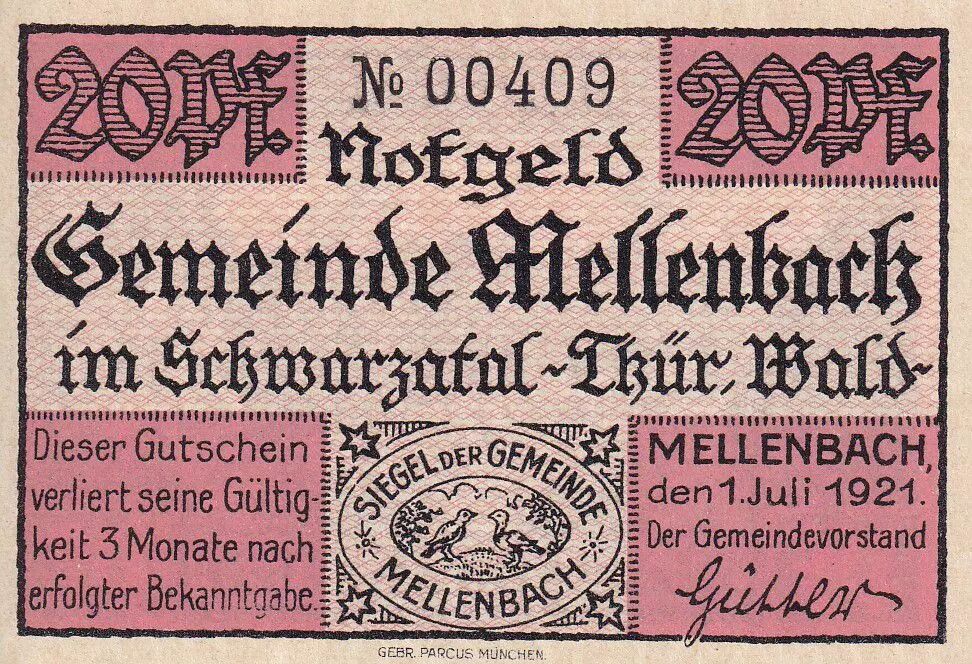 20 Pf.
№ 00409
20 Pf.
Notgeld
Gemeinde Mellenbach
im Schwarzatal - Thür. Wald -
Dieser Gutschein
verliert seine Gültig-
keit 3 Monate nach
erfolgter Bekanntgabe.
SIEGEL DER GEMEINDE
MELLENBACH
MELLENBACH,
den 1. Juli 1921.
Der Gemeindevorstand
GEBR. PARCUS MÜNCHEN.